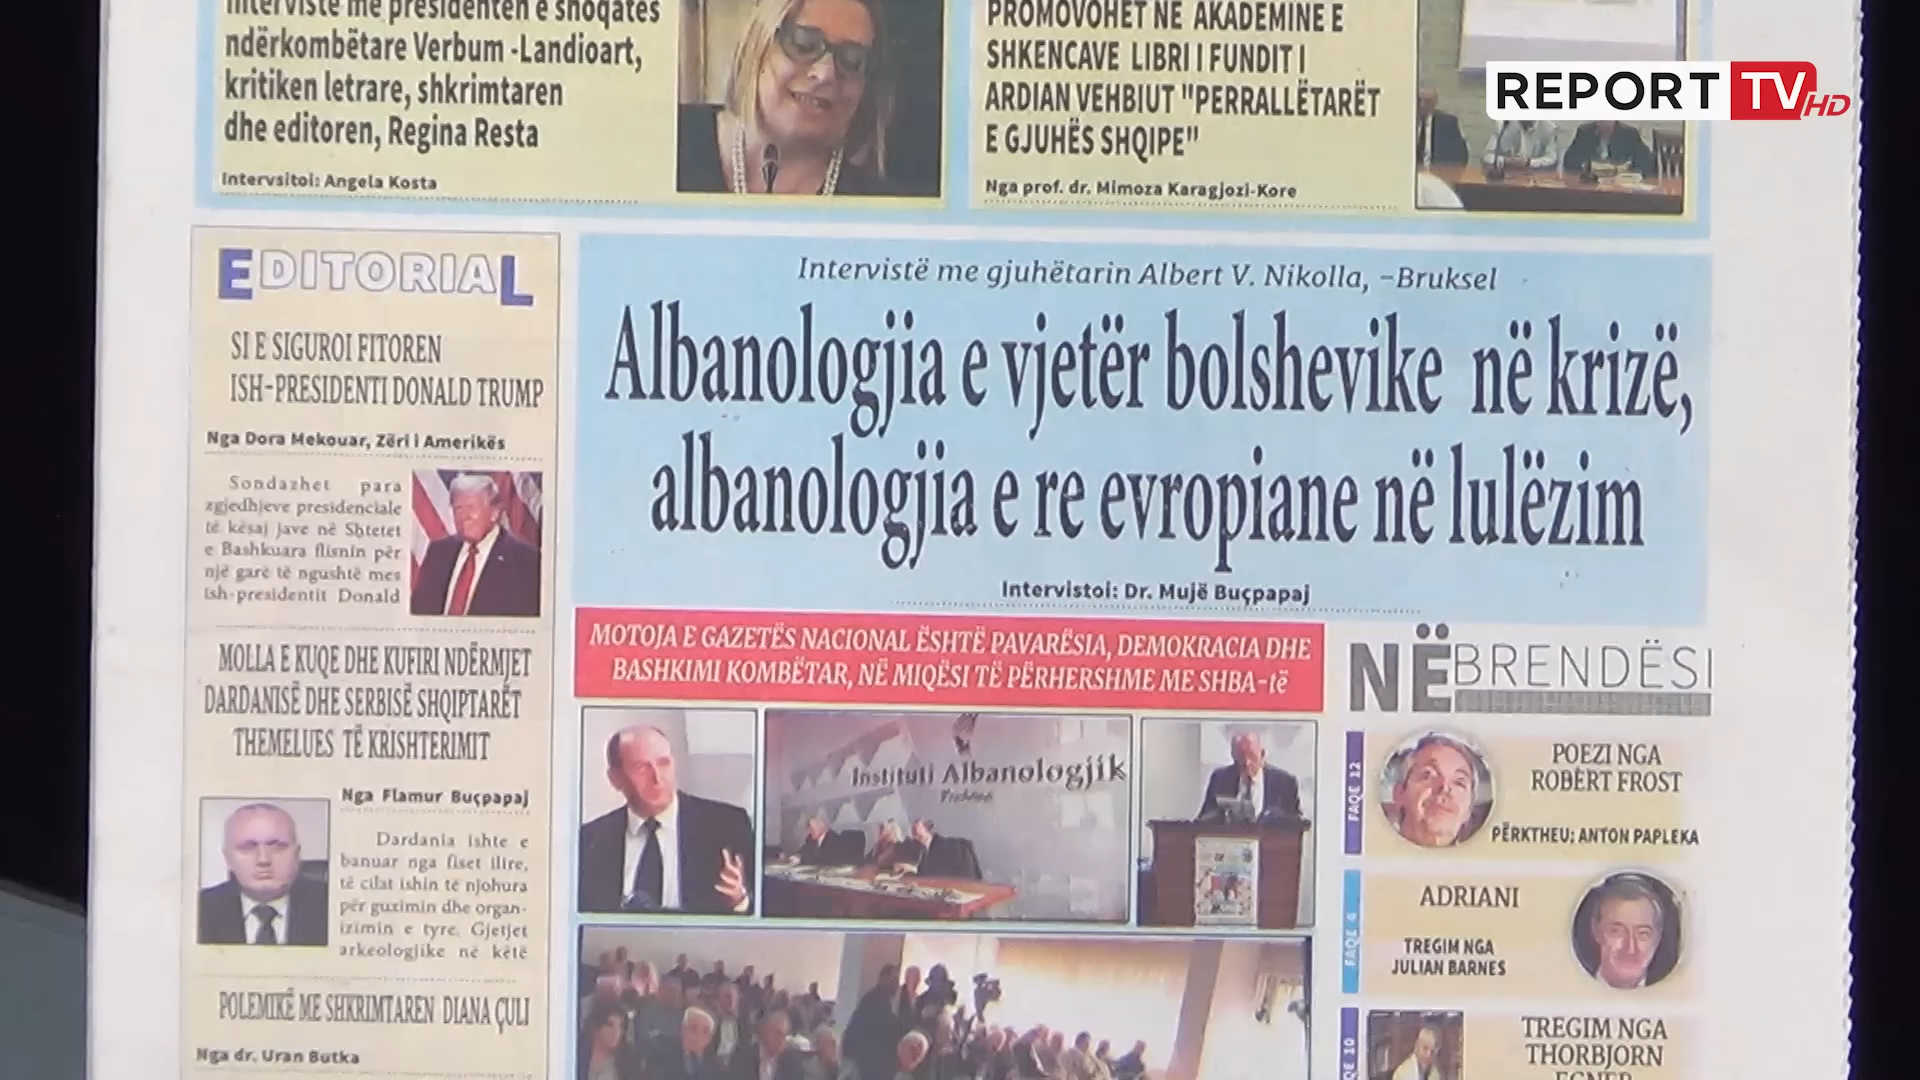 Intervistë me presidenten e shoqatës
ndërkombëtare Verbum -Landioart,
kritiken letrare, shkrimtaren
dhe editoren, Regina Resta
Intervsitoi: Angela Kosta
PROMOVOHET NË AKADEMINË E
SHKENCAVE LIBRI I FUNDIT I
ARDIAN VEHBIUT "PERRALLËTARËT
E GJUHËS SHQIPE"
Nga prof. dr. Mimoza Karagjozi-Kore
REPORT TV HD
EDITORIAL
SI E SIGUROI FITOREN
ISH-PRESIDENTI DONALD TRUMP
Nga Dora Mekouar, Zëri i Amerikës
Sondazhet para
zgjedhjeve presidenciale
të kësaj jave në Shtetet
e Bashkuara flisnin për
një garë të ngushtë mes
ish-presidentit Donald
MOLLA E KUQE DHE KUFIRI NDËRMJET
DARDANISË DHE SERBISË SHQIPTARËT
THEMELUES TË KRISHTERIMIT
Nga Flamur Buçpapaj
Dardania ishte e
banuar nga fiset ilire,
të cilat ishin të njohura
për guximin dhe organ-
izimin e tyre. Gjetjet
arkeologjike në këtë
POLEMIKË ME SHKRIMTAREN DIANA ÇULI
Nga dr. Uran Butka
Intervistë me gjuhëtarin Albert V. Nikolla, -Bruksel
Albanologjia e vjetër bolshevike në krizë,
albanologjia e re evropiane në lulëzim
Intervistoi: Dr. Mujë Buçpapaj
MOTOJA E GAZETËS NACIONAL ËSHTË PAVARËSIA, DEMOKRACIA DHE
BASHKIMI KOMBËTAR, NË MIQËSI TË PËRHERSHME ME SHBA-të
Instituti Albanologjik
Prishtinë
NË BRENDËSI
FAQE 12
POEZI NGA
ROBERT FROST
PËRKTHEU: ANTON PAPLEKA
FAQE 4
ADRIANI
TREGIM NGA
JULIAN BARNES
FAQE 10
TREGIM NGA
THORBJORN
EGNER